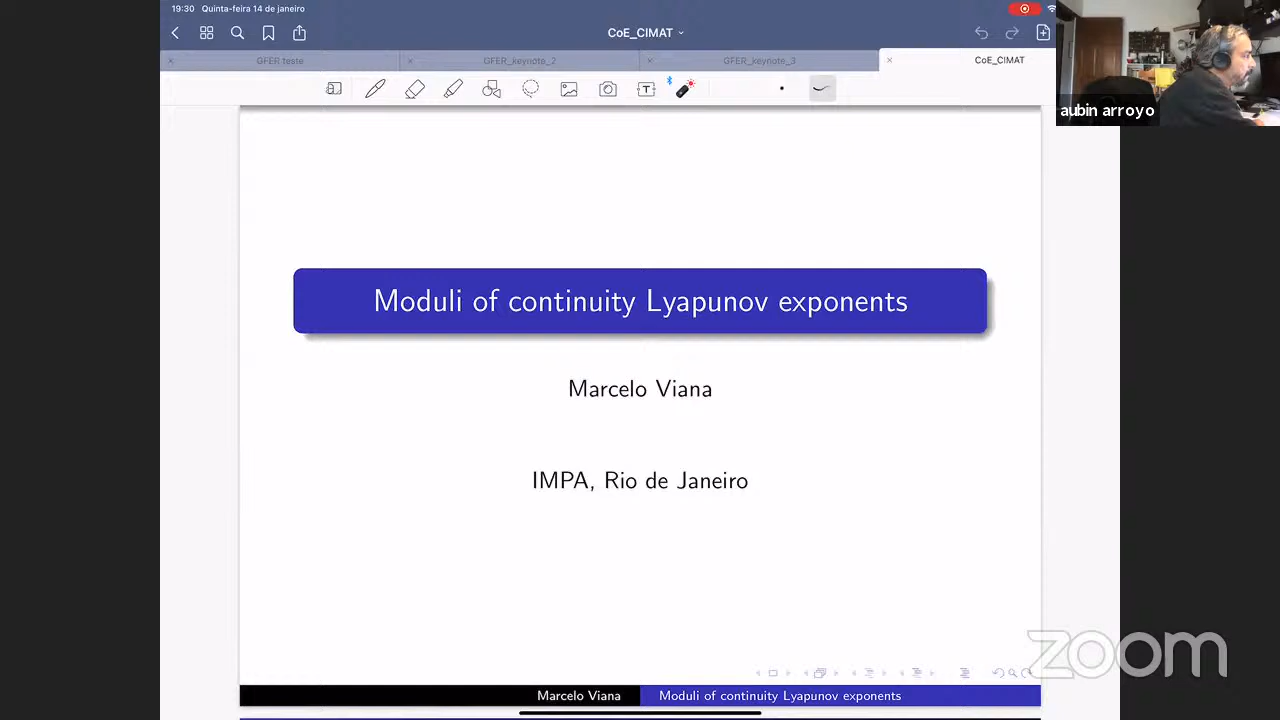 19:30 Quinta-feira 14 de janeiro
CoE_CIMAT
GFER teste
GFER_keynote_2
GFER_keynote_3
CoE_CIMAT
T
aubin arroyo
Moduli of continuity Lyapunov exponents
Marcelo Viana
IMPA, Rio de Janeiro
zoom
Marcelo Viana
Moduli of continuity Lyapunov exponents